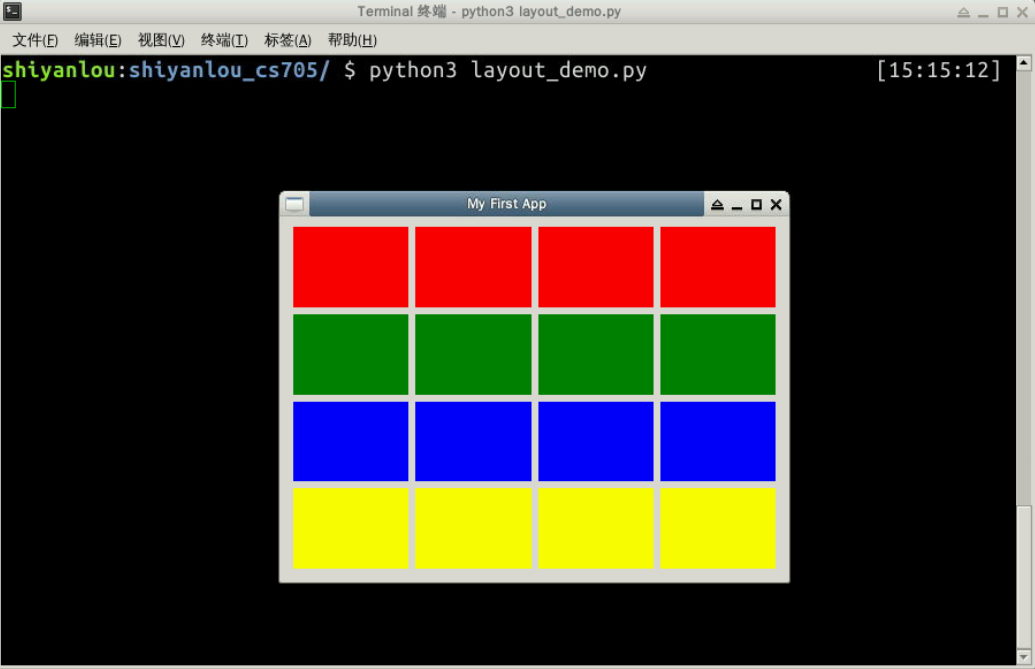 Terminal 终端 - python3 layout_demo.py
文件(F) 编辑(E) 视图(V) 终端(T) 标签(A) 帮助(H)
shiyanlou:shiyanlou_cs705/ $ python3 layout_demo.py [15:15:12]
My First App